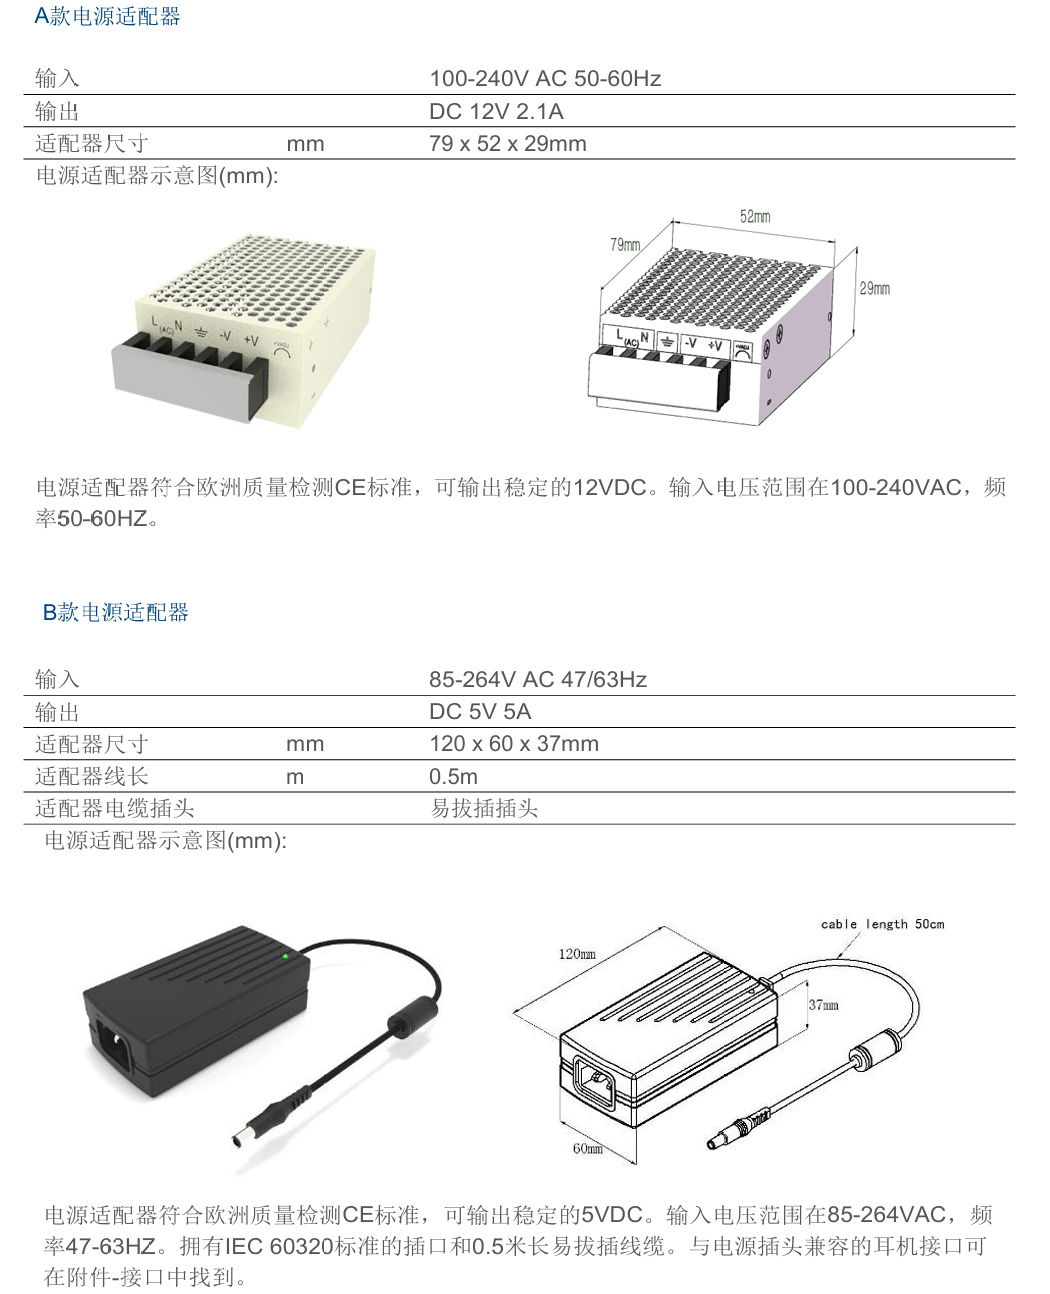 A款电源适配器
输入 100-240V AC 50-60Hz
输出 DC 12V 2.1A
适配器尺寸 mm 79 x 52 x 29mm
电源适配器示意图(mm):
52mm
79mm
29mm
L (AC) N -V +V +VADJ
L (AC) N -V +V +VADJ
电源适配器符合欧洲质量检测CE标准，可输出稳定的12VDC。输入电压范围在100-240VAC，频
率50-60HZ。
B款电源适配器
输入 85-264V AC 47/63Hz
输出 DC 5V 5A
适配器尺寸 mm 120 x 60 x 37mm
适配器线长 m 0.5m
适配器电缆插头 易拔插插头
电源适配器示意图(mm):
cable length 50cm
120mm
37mm
60mm
电源适配器符合欧洲质量检测CE标准，可输出稳定的5VDC。输入电压范围在85-264VAC，频
率47-63HZ。拥有IEC 60320标准的插口和0.5米长易拔插线缆。与电源插头兼容的耳机接口可
在附件-接口中找到。